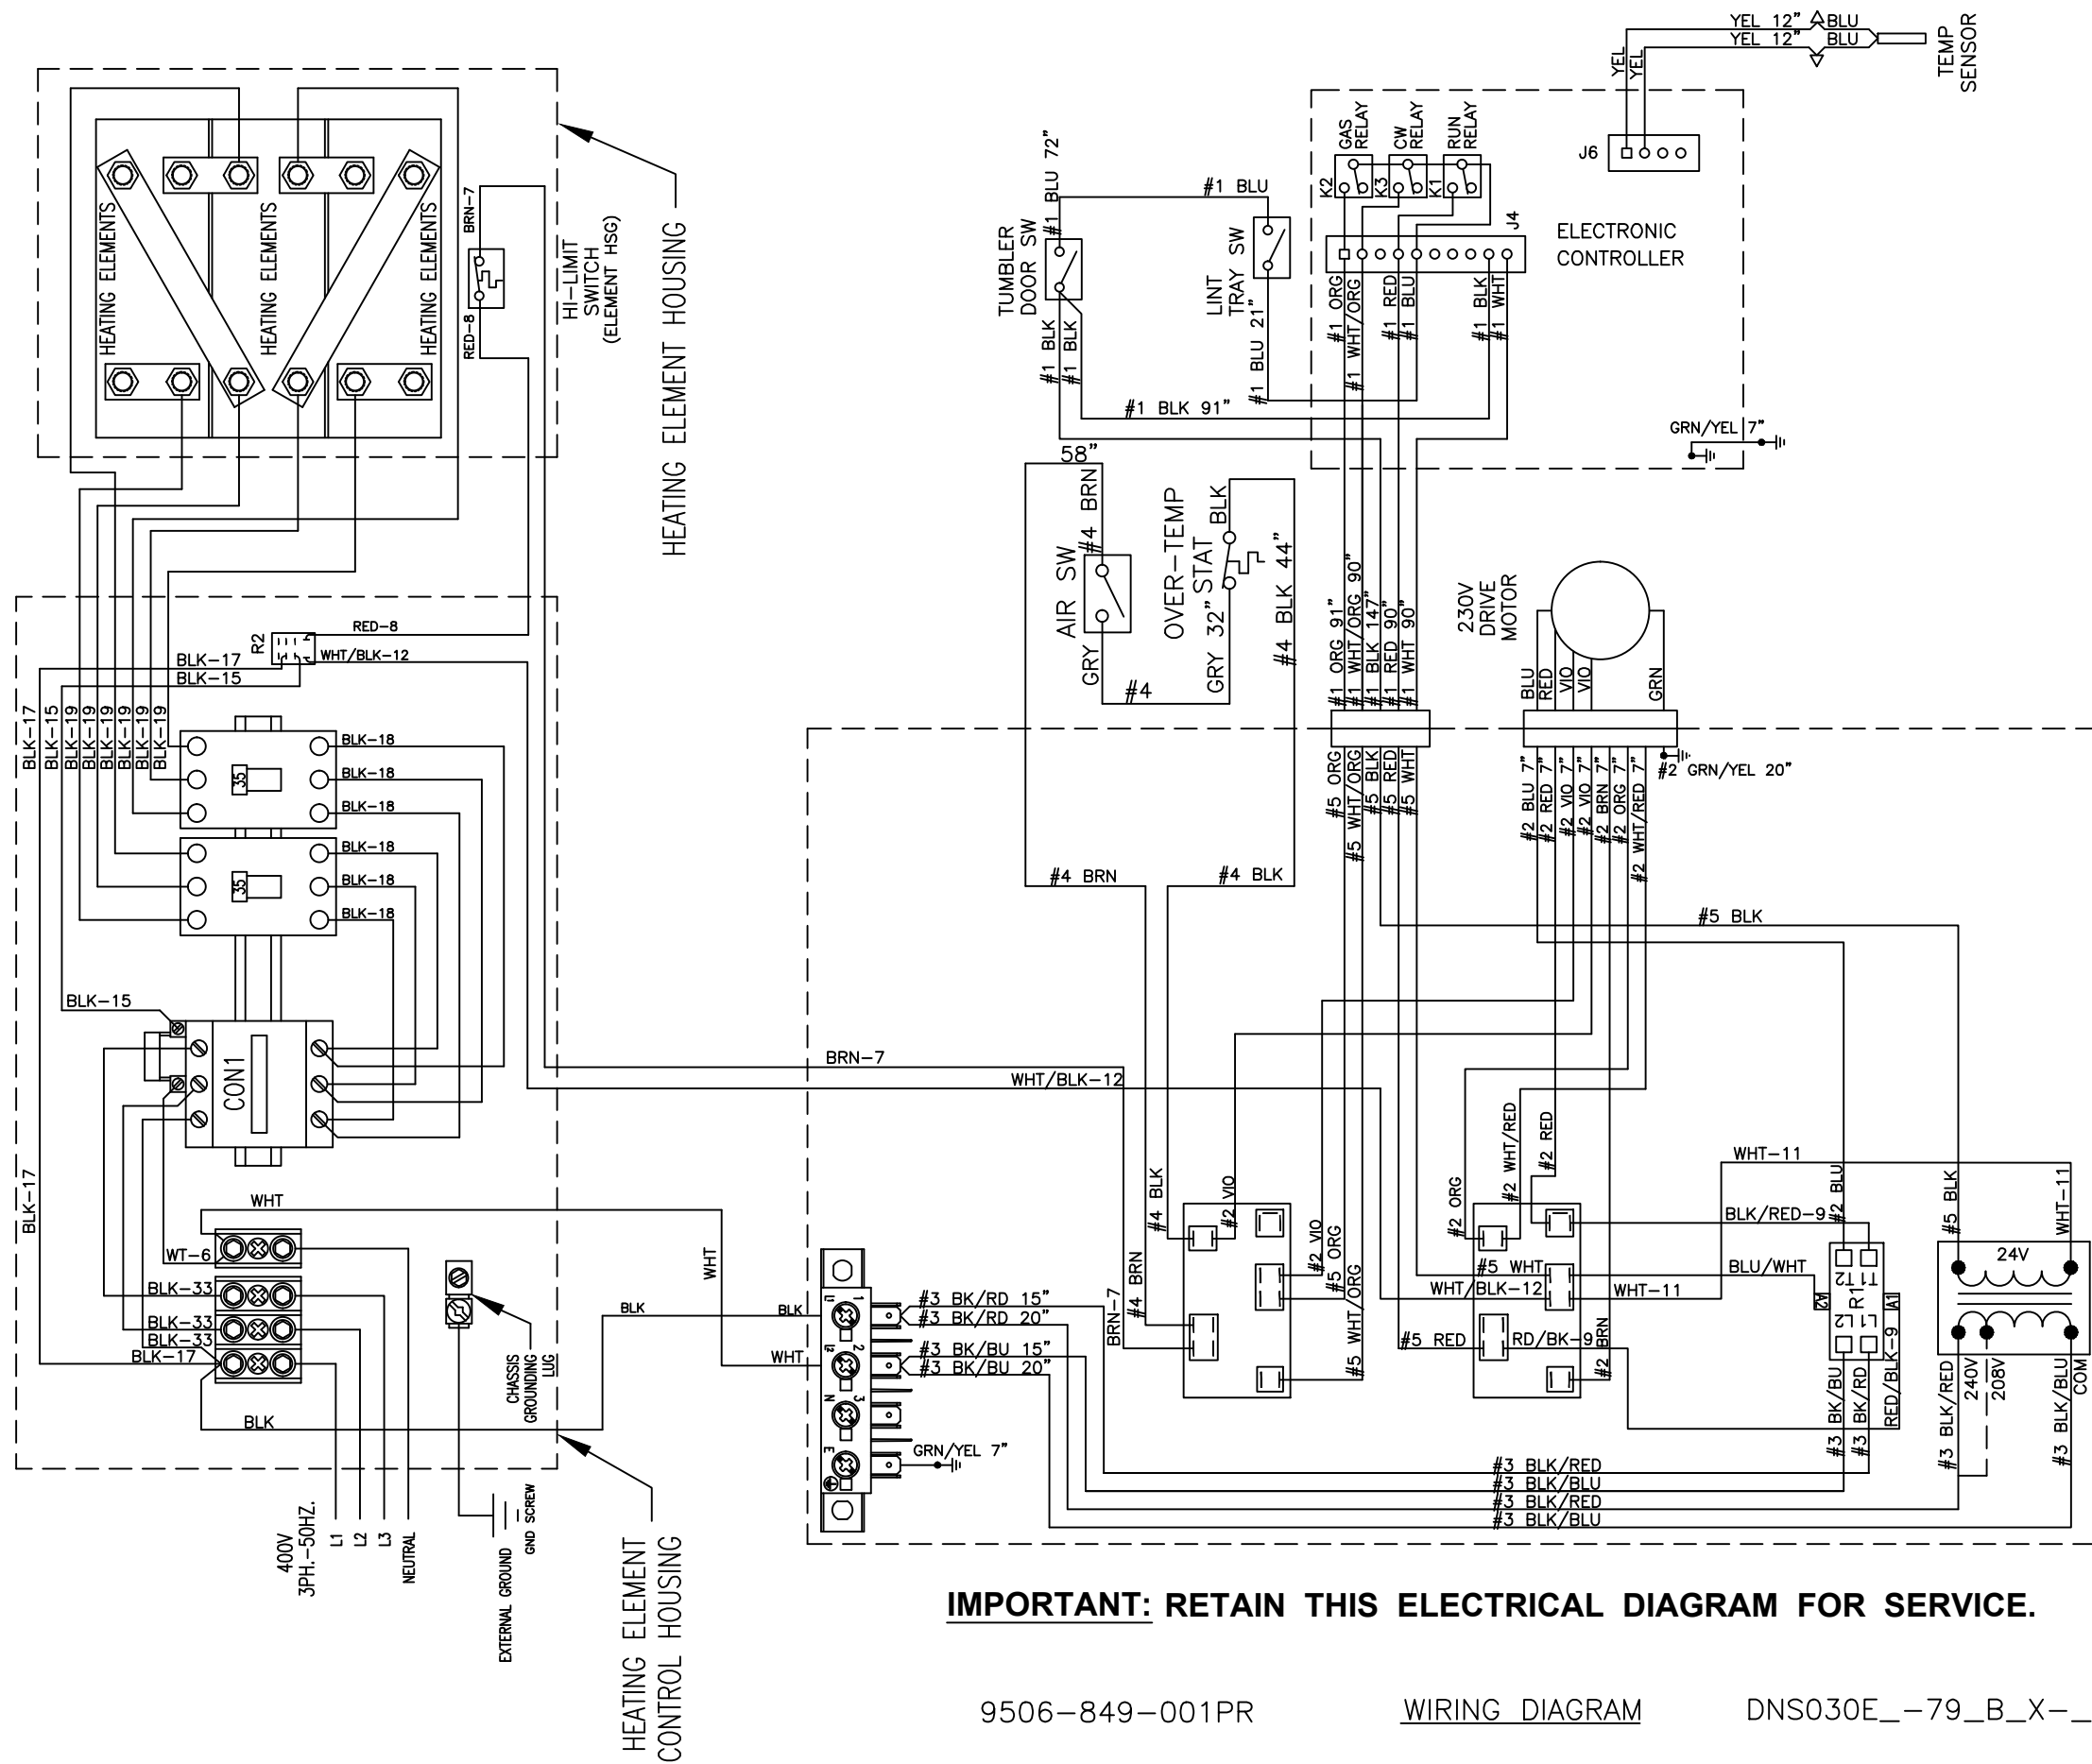 YEL 12" BLU
YEL 12" BLU
TEMP
SENSOR
YEL
YEL
J6
GAS
RELAY
CW
RELAY
RUN
RELAY
K2
K3
K1
J4
ELECTRONIC
CONTROLLER
#1 BLU 72"
#1 BLU
TUMBLER
DOOR SW
LINT
TRAY SW
#1 BLK
#1 BLK
#1 BLU 21"
#1 ORG
#1 WHT/ORG
#1 RED
#1 BLU
#1 BLK
#1 WHT
#1 BLK 91"
GRN/YEL 7"
HEATING ELEMENTS
HEATING ELEMENTS
HEATING ELEMENTS
BRN-7
RED-8
HI-LIMIT
SWITCH
(ELEMENT HSG)
HEATING ELEMENT HOUSING
58"
#4 BRN
AIR SW
GRY
#4
OVER-TEMP
STAT
BLK
GRY 32"
#4 BLK 44"
#1 ORG 91"
#1 WHT/ORG 90"
#1 BLK 147"
#1 RED 90"
#1 WHT 90"
230V
DRIVE
MOTOR
BLU
RED
VIO
VIO
GRN
R2
RED-8
WHT/BLK-12
BLK-17
BLK-15
BLK-17
BLK-15
BLK-19
BLK-19
BLK-19
BLK-19
BLK-19
BLK-19
35
BLK-18
BLK-18
BLK-18
35
BLK-18
BLK-18
BLK-18
#5 ORG
#5 WHT/ORG
#5 BLK
#5 RED
#5 WHT
#2 BLU 7"
#2 RED 7"
#2 VIO 7"
#2 VIO 7"
#2 BRN 7"
#2 ORG 7"
#2 WHT/RED 7"
#2 GRN/YEL 20"
#4 BRN
#4 BLK
#5 BLK
BLK-15
CON1
BRN-7
WHT/BLK-12
BLK-17
WHT
WT-6
BLK-33
BLK-33
BLK-33
BLK-17
BLK
WHT
BLK
BLK
WHT
CHASSIS
GROUNDING
LUG
1
L1
2
L2
3
N
E
#3 BK/RD 15"
#3 BK/RD 20"
#3 BK/BU 15"
#3 BK/BU 20"
GRN/YEL 7"
BRN-7
#4 BRN
#4 BLK
#2 VIO
#2 VIO
#5 ORG
#5 WHT/ORG
#2 ORG
#2 WHT/RED
#2 RED
#5 WHT
WHT/BLK-12
#5 RED
RD/BK-9
#2 BRN
WHT-11
BLK/RED-9
BLU/WHT
WHT-11
#2 BLU
#5 BLK
WHT-11
T1 T2
R1
L1 L2
A2
A1
24V
#3 BK/BU
#3 BK/RD
RED/BLK-9
#3 BLK/RED
240V
208V
#3 BLK/BLU
COM
#3 BLK/RED
#3 BLK/BLU
#3 BLK/RED
#3 BLK/BLU
400V
3PH.-50HZ.
L1
L2
L3
NEUTRAL
EXTERNAL GROUND
GND SCREW
HEATING ELEMENT
CONTROL HOUSING
IMPORTANT: RETAIN THIS ELECTRICAL DIAGRAM FOR SERVICE.
9506-849-001PR WIRING DIAGRAM DNS030E_-79_B_X-_